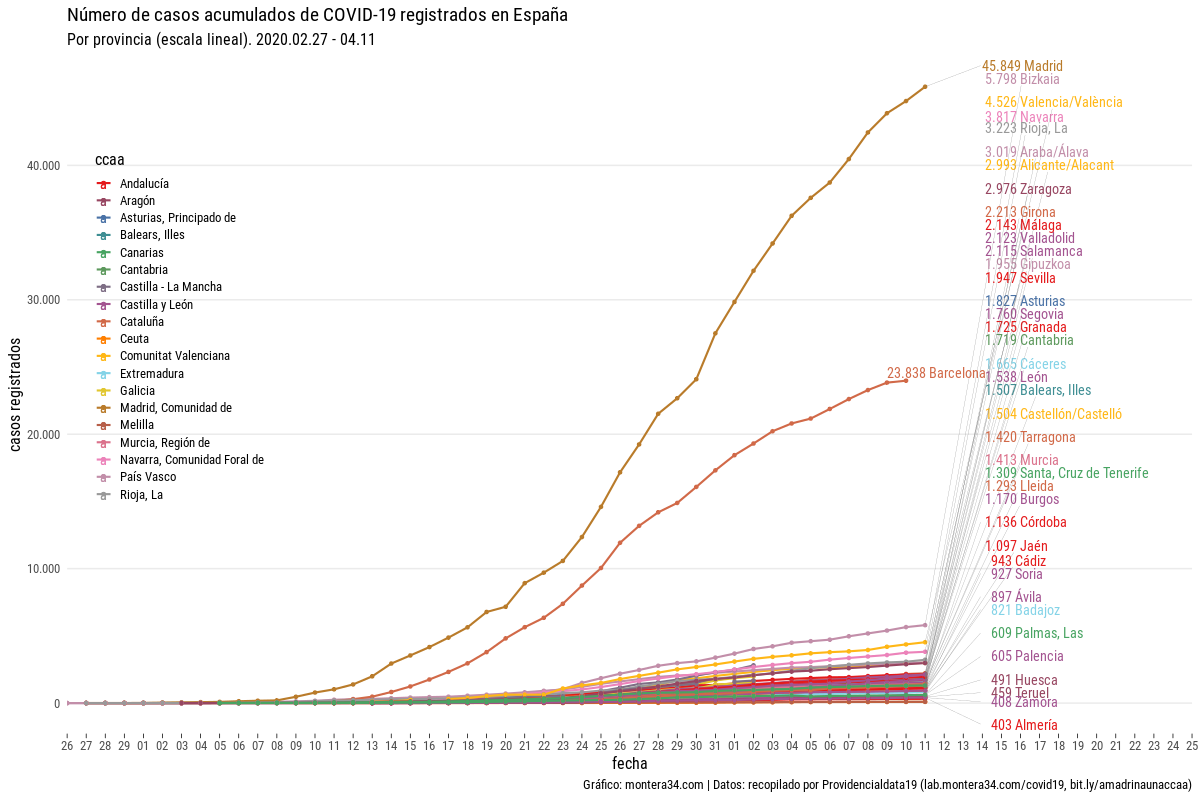 Número de casos acumulados de COVID-19 registrados en España
Por provincia (escala lineal). 2020.02.27 - 04.11
casos registrados
40.000
30.000
20.000
10.000
0
ccaa
Andalucía
Aragón
Asturias, Principado de
Balears, Illes
Canarias
Cantabria
Castilla - La Mancha
Castilla y León
Cataluña
Ceuta
Comunitat Valenciana
Extremadura
Galicia
Madrid, Comunidad de
Melilla
Murcia, Región de
Navarra, Comunidad Foral de
País Vasco
Rioja, La
45.849 Madrid
5.798 Bizkaia
4.526 Valencia/València
3.817 Navarra
3.223 Rioja, La
3.019 Araba/Álava
2.993 Alicante/Alacant
2.976 Zaragoza
2.213 Girona
2.143 Málaga
2.123 Valladolid
2.115 Salamanca
1.955 Gipuzkoa
1.947 Sevilla
1.827 Asturias
1.760 Segovia
1.725 Granada
1.719 Cantabria
1.665 Cáceres
23.838 Barcelona
1.538 León
1.507 Balears, Illes
1.504 Castellón/Castelló
1.420 Tarragona
1.413 Murcia
1.309 Santa, Cruz de Tenerife
1.293 Lleida
1.170 Burgos
1.136 Córdoba
1.097 Jaén
943 Cádiz
927 Soria
897 Ávila
821 Badajoz
609 Palmas, Las
605 Palencia
491 Huesca
459 Teruel
408 Zamora
403 Almería
26 27 28 29 01 02 03 04 05 06 07 08 09 10 11 12 13 14 15 16 17 18 19 20 21 22 23 24 25 26 27 28 29 30 31 01 02 03 04 05 06 07 08 09 10 11 12 13 14 15 16 17 18 19 20 21 22 23 24 25
fecha
Gráfico: montera34.com | Datos: recopilado por Providencialdata19 (lab.montera34.com/covid19, bit.ly/amadrinaunaccaa)